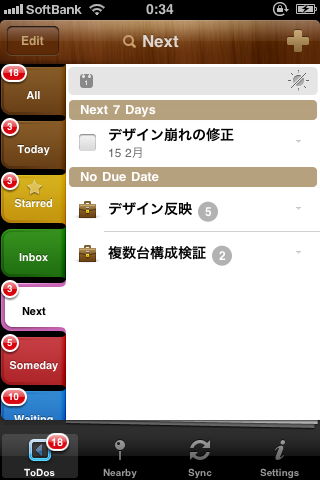 SoftBank 0:34
Edit Next
18
All
1
Next 7 Days
3
Today
デザイン崩れの修正
15 2月
No Due Date
3
Starred
デザイン反映 5
Inbox
複数台構成検証 2
3
Next
5
Someday
10
Waiting
18
ToDos Nearby Sync Settings